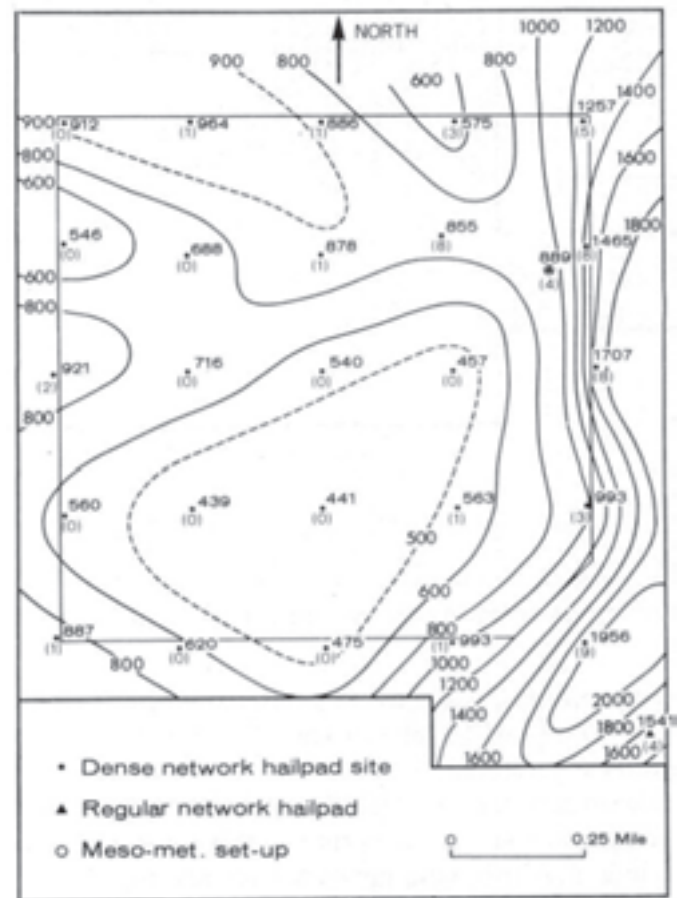 1000 1200
NORTH
900 800 800
600 1400
900 912 964 886 575 1257
(0) (1) (1) (3) (5)
800 1600
600
1800
546 688 878 855 889 1465
(0) (0) (1) (8) (4)
600
800
921 716 540 457 1707
(2) (0) (0) (0)
800
560 439 441 563 993
(0) (0) (0) (1) (3)
500
600
887 620 475 800 993 1956
(1) (0) (0) (1) (9)
800 1000
1200 2000
1400 1800 1541
1600 1600 (4)
Dense network hailpad site
Regular network hailpad
Meso-met. set-up
0 0.25 Mile